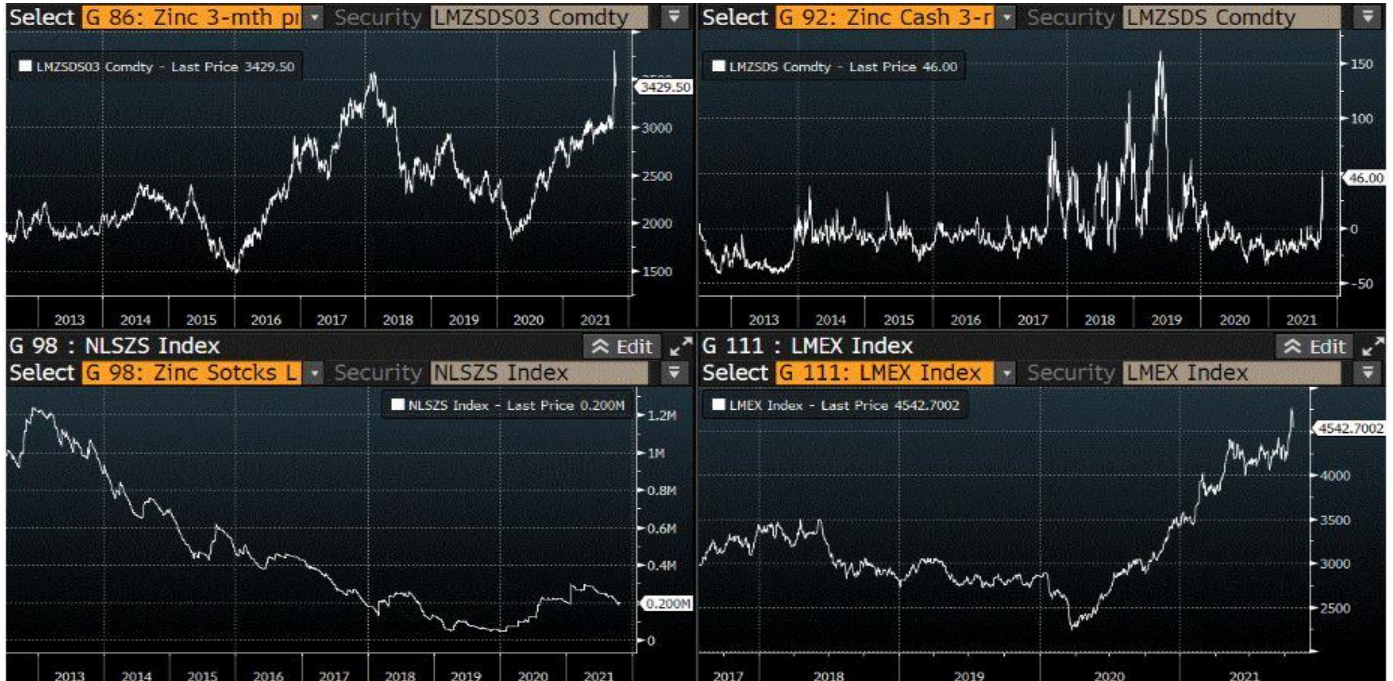 Select G 86: Zinc 3-mth pr Security LMZSDS03 Comdty
LMZSDS03 Comdty - Last Price 3429.50
3500
3429.50
3000
2500
2000
1500
2013 2014 2015 2016 2017 2018 2019 2020 2021
Select G 92: Zinc Cash 3-r Security LMZSDS Comdty
LMZSDS Comdty - Last Price 46.00
150
100
50
46.00
0
-50
2013 2014 2015 2016 2017 2018 2019 2020 2021
G 98 : NLSZS Index Edit
Select G 98: Zinc Sotcks L Security NLSZS Index
NLSZS Index - Last Price 0.200M
1.2M
1M
0.8M
0.6M
0.4M
0.200M
0
2013 2014 2015 2016 2017 2018 2019 2020 2021
G 111 : LMEX Index Edit
Select G 111: LMEX Index Security LMEX Index
LMEX Index - Last Price 4542.7002
4542.7002
4000
3500
3000
2500
2017 2018 2019 2020 2021